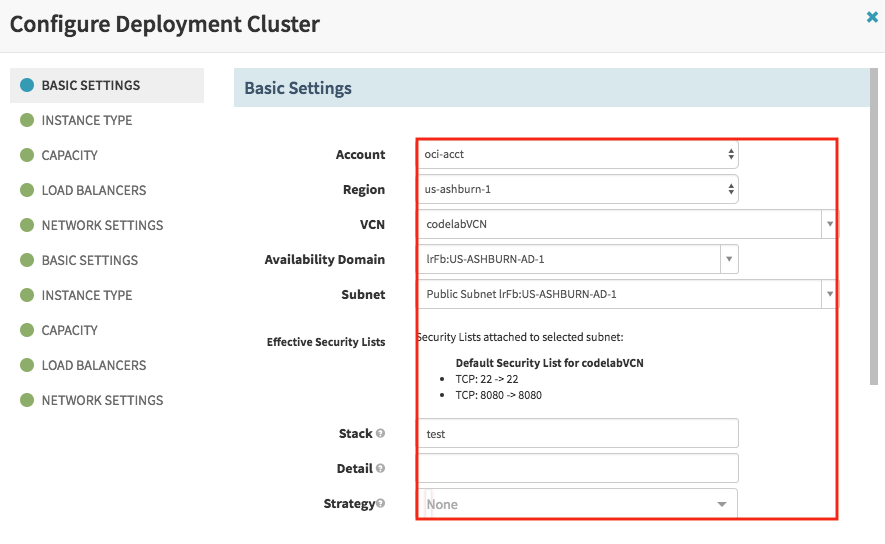 Configure Deployment Cluster
BASIC SETTINGS
INSTANCE TYPE
CAPACITY
LOAD BALANCERS
NETWORK SETTINGS
BASIC SETTINGS
INSTANCE TYPE
CAPACITY
LOAD BALANCERS
NETWORK SETTINGS
Basic Settings
Account oci-acct
Region us-ashburn-1
VCN codelabVCN
Availability Domain lrFb:US-ASHBURN-AD-1
Subnet Public Subnet lrFb:US-ASHBURN-AD-1
Effective Security Lists Security Lists attached to selected subnet:
Default Security List for codelabVCN
• TCP: 22 -> 22
• TCP: 8080 -> 8080
Stack test
Detail
Strategy None